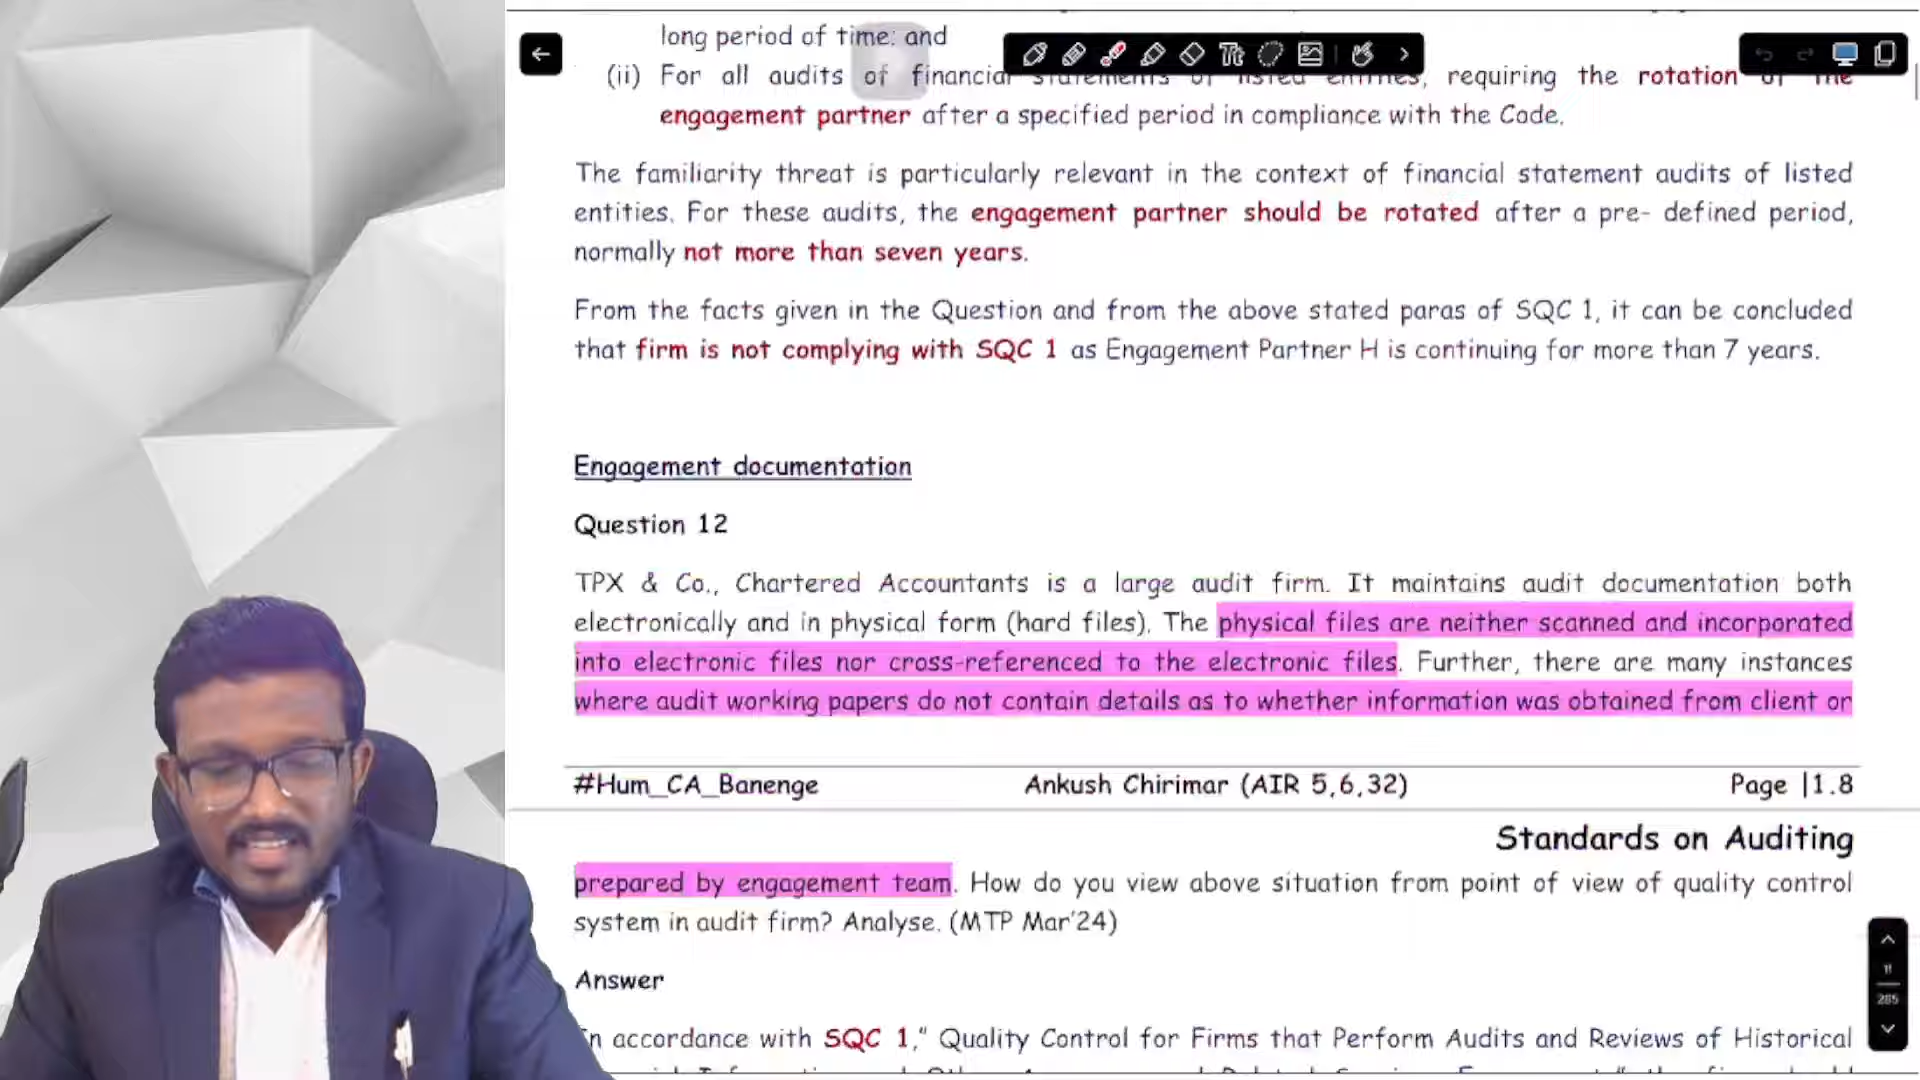 long period of time; and
(ii) For all audits of financial statements of listed entities, requiring the rotation of the
engagement partner after a specified period in compliance with the Code.
The familiarity threat is particularly relevant in the context of financial statement audits of listed
entities. For these audits, the engagement partner should be rotated after a pre- defined period,
normally not more than seven years.
From the facts given in the Question and from the above stated paras of SQC 1, it can be concluded
that firm is not complying with SQC 1 as Engagement Partner H is continuing for more than 7 years.
Engagement documentation
Question 12
TPX & Co., Chartered Accountants is a large audit firm. It maintains audit documentation both
electronically and in physical form (hard files). The physical files are neither scanned and incorporated
into electronic files nor cross-referenced to the electronic files. Further, there are many instances
where audit working papers do not contain details as to whether information was obtained from client or
#Hum_CA_Banenge Ankush Chirimar (AIR 5,6,32) Page |1.8
Standards on Auditing
prepared by engagement team. How do you view above situation from point of view of quality control
system in audit firm? Analyse. (MTP Mar'24)
Answer
In accordance with SQC 1," Quality Control for Firms that Perform Audits and Reviews of Historical
Tt
11
285